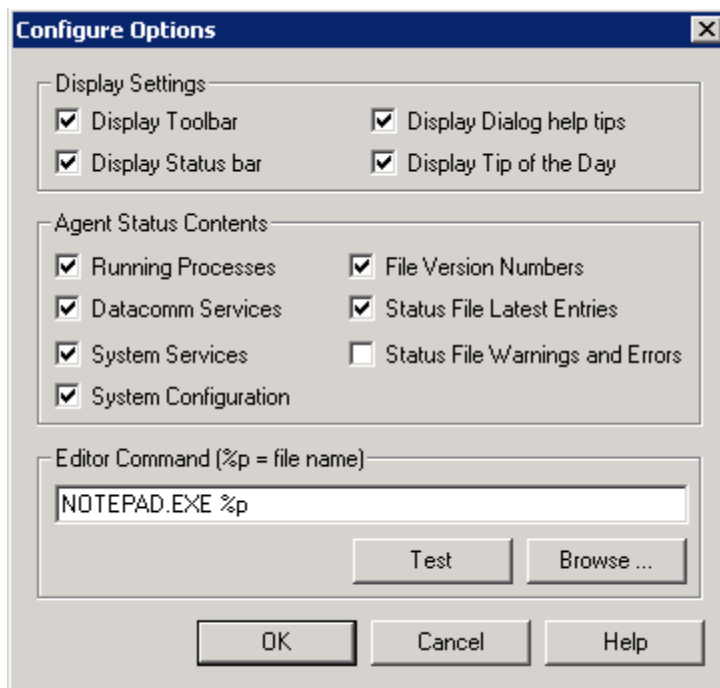 Configure Options
Display Settings
Display Toolbar
Display Dialog help tips
Display Status bar
Display Tip of the Day
Agent Status Contents
Running Processes
File Version Numbers
Datacomm Services
Status File Latest Entries
System Services
Status File Warnings and Errors
System Configuration
Editor Command (%p = file name)
NOTEPAD.EXE %p
Test
Browse ...
OK
Cancel
Help